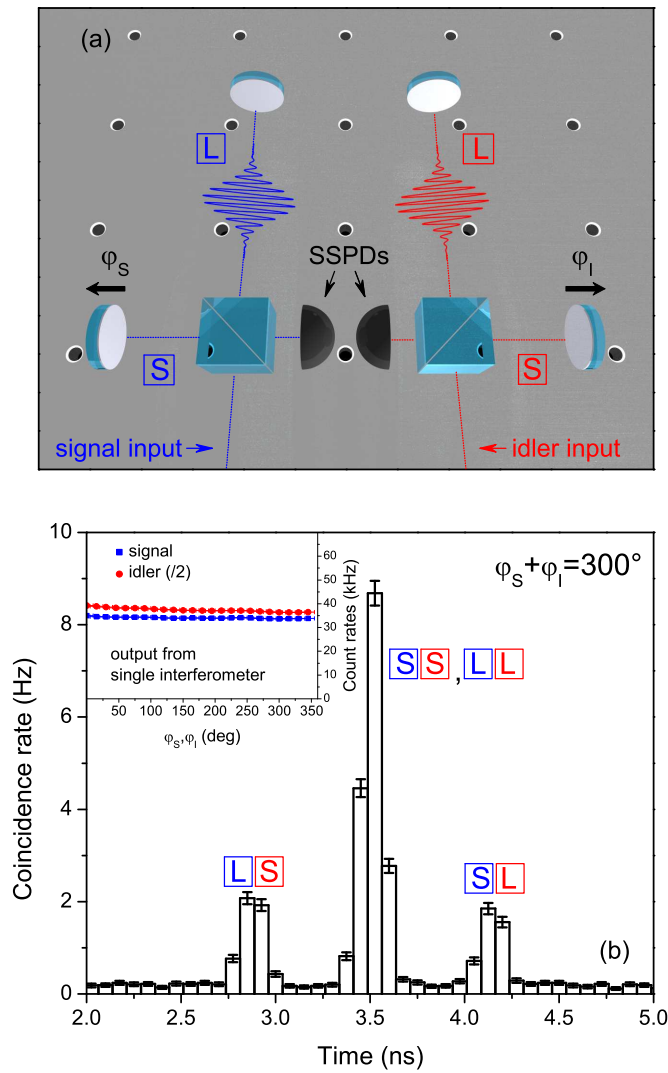 (a)
L
L
φS
SSPDs
φI
S
S
signal input
idler input
10
8
6
4
2
0
Coincidence rate (Hz)
signal
idler (/2)
output from
single interferometer
60
50
40
30
20
10
0
Count rates (kHz)
50 100 150 200 250 300 350
φS,φI (deg)
φS+φI=300°
S S , L L
L S
S L
(b)
2.0 2.5 3.0 3.5 4.0 4.5 5.0
Time (ns)